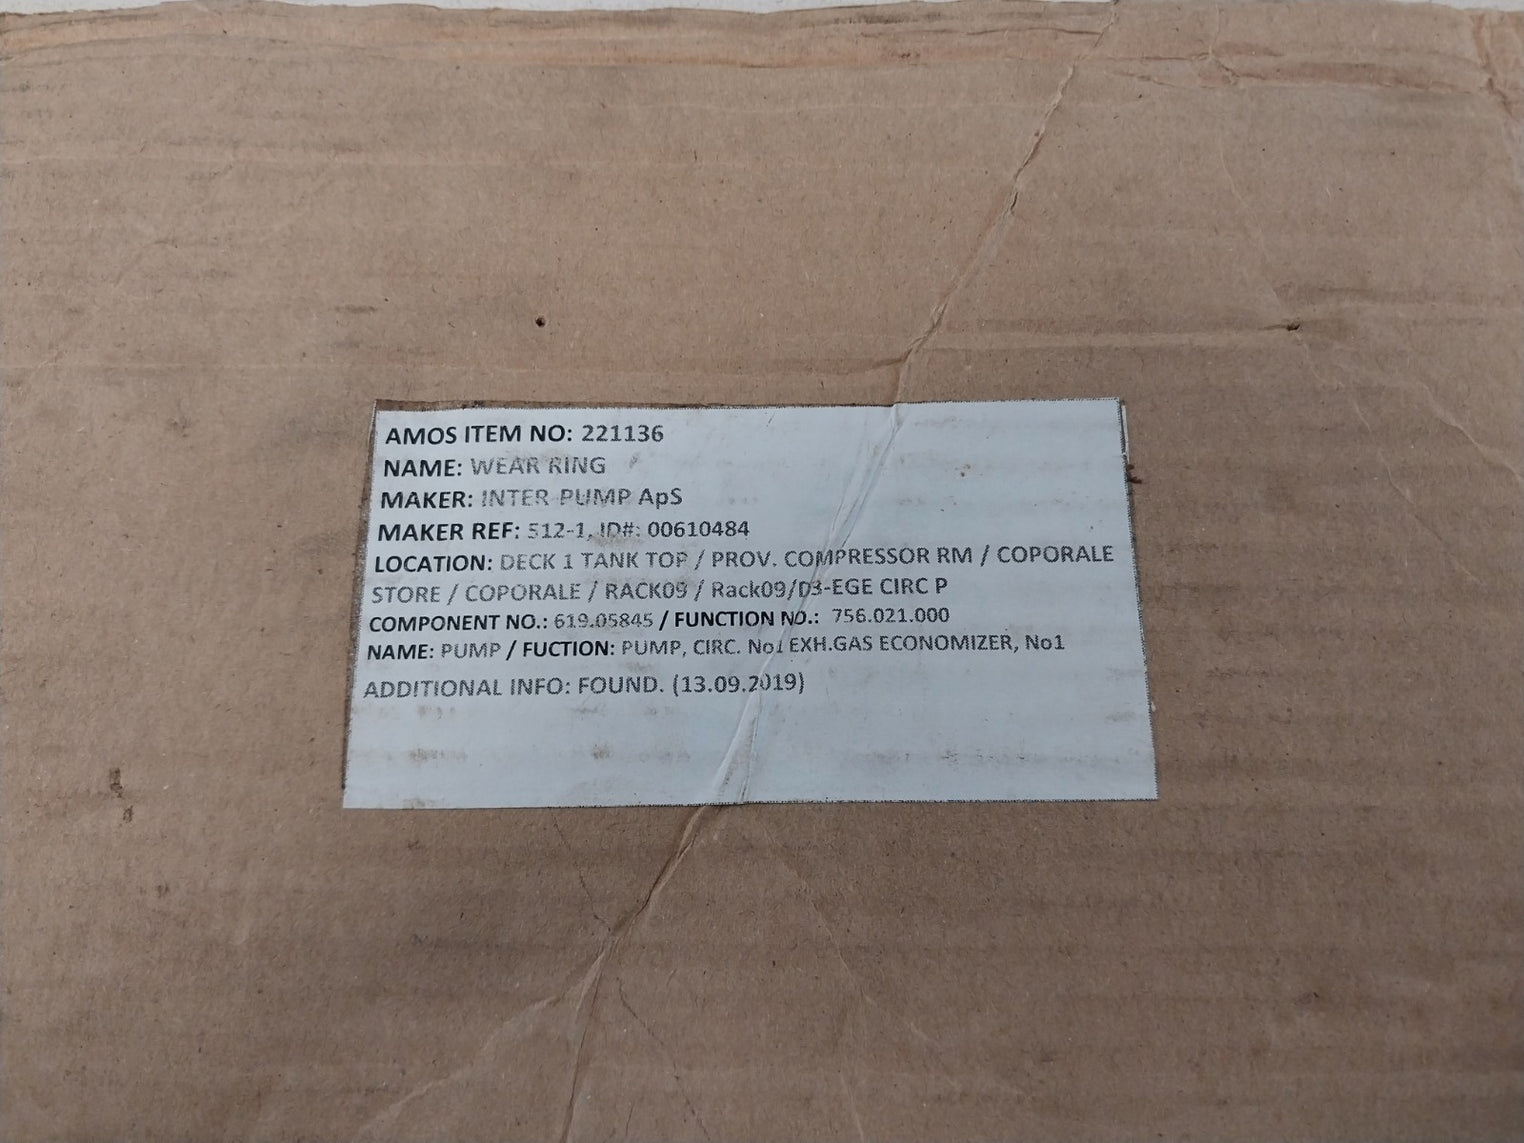 AMOS ITEM NO: 221136
NAME: WEAR RING
MAKER: INTER PUMP ApS
MAKER REF: 512-1, ID#: 00610484
LOCATION: DECK 1 TANK TOP / PROV. COMPRESSOR RM / COPORALE
STORE / COPORALE / RACK09 / Rack09/D3-EGE CIRC P
COMPONENT NO.: 619.05845 / FUNCTION NO.: 756.021.000
NAME: PUMP / FUCTION: PUMP, CIRC. No1 EXH.GAS ECONOMIZER, No1
ADDITIONAL INFO: FOUND. (13.09.2019)